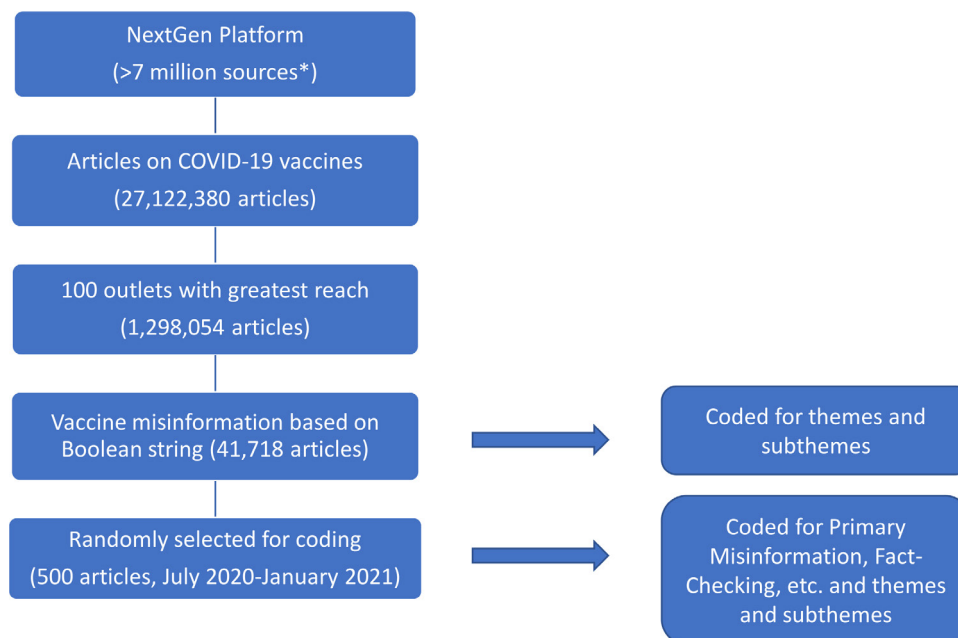 NextGen Platform
(>7 million sources*)
Articles on COVID-19 vaccines
(27,122,380 articles)
100 outlets with greatest reach
(1,298,054 articles)
Vaccine misinformation based on
Boolean string (41,718 articles)
Coded for themes and
subthemes
Randomly selected for coding
(500 articles, July 2020-January 2021)
Coded for Primary
Misinformation, Fact-
Checking, etc. and themes
and subthemes